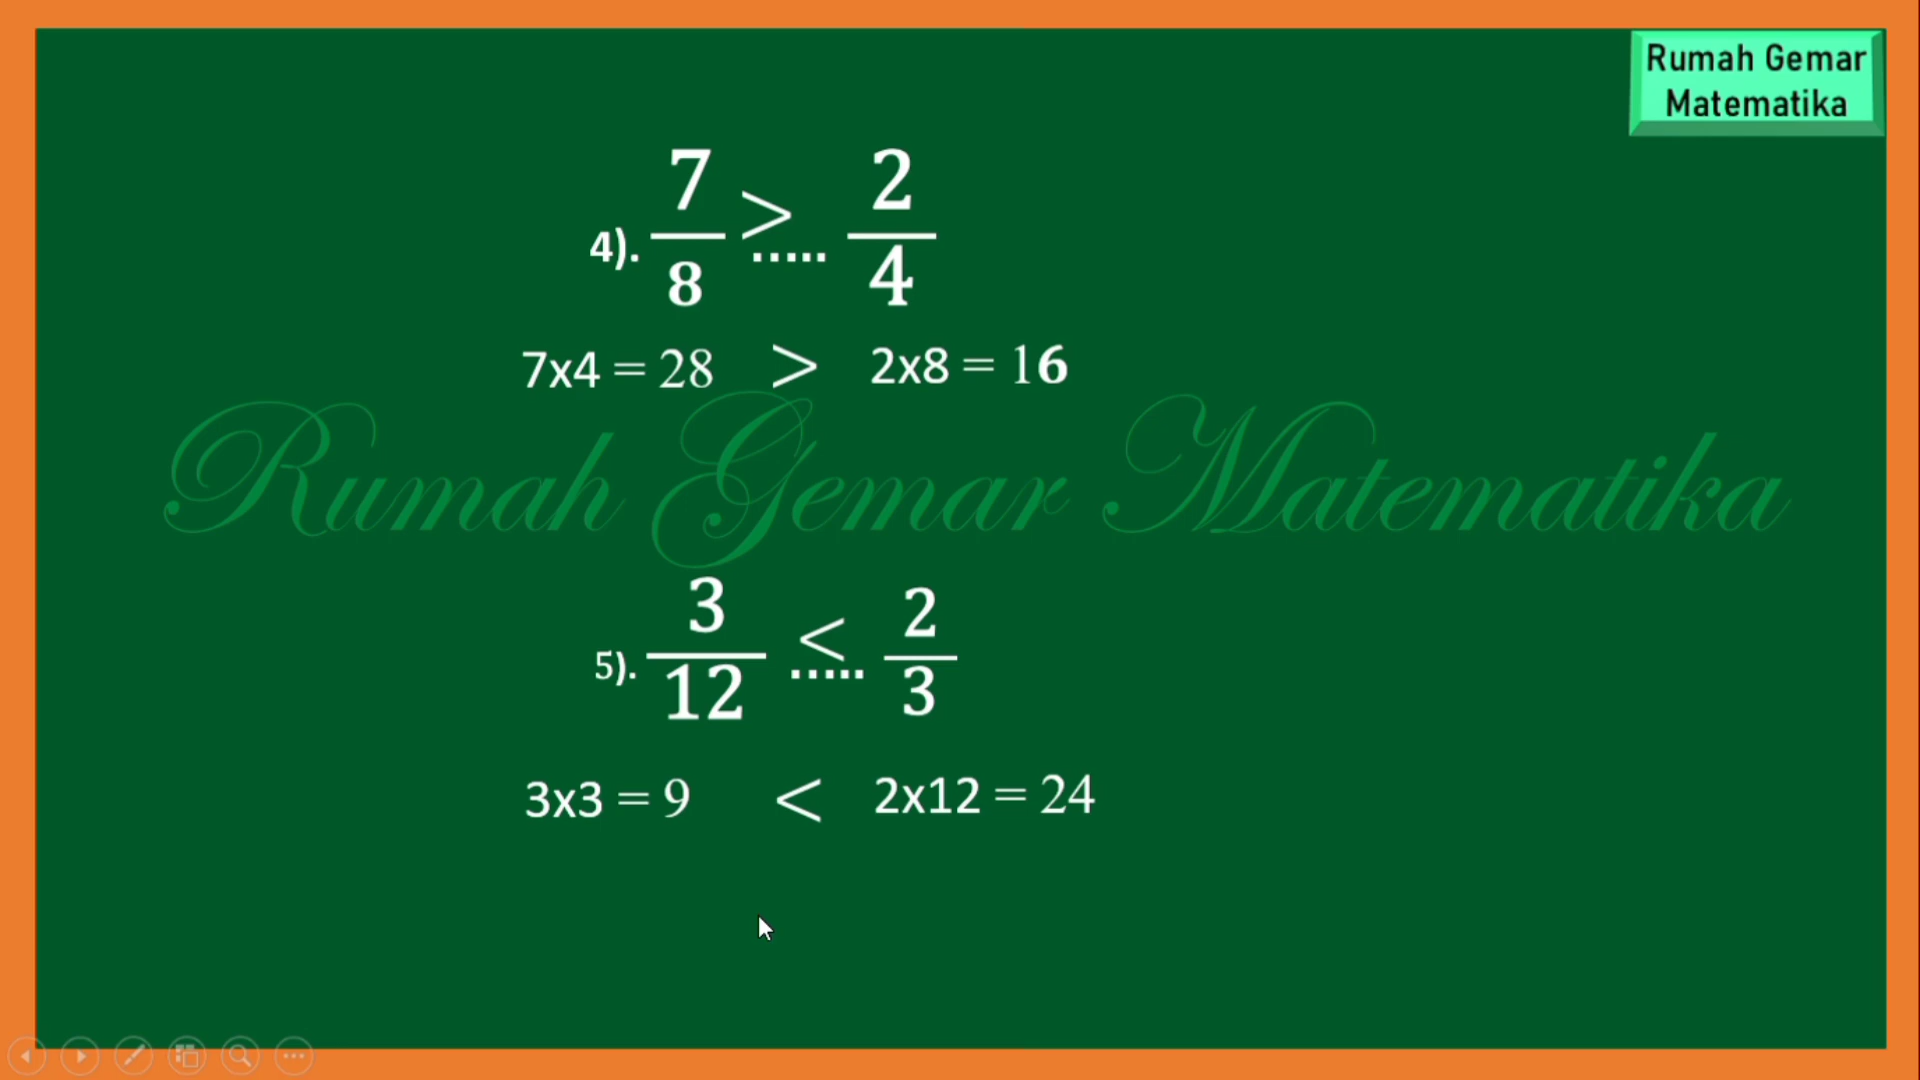 Rumah Gemar
Matematika
4). 7/8 > ..... 2/4
7x4 = 28 > 2x8 = 16
Rumah Gemar Matematika
5). 3/12 < ..... 2/3
3x3 = 9 < 2x12 = 24